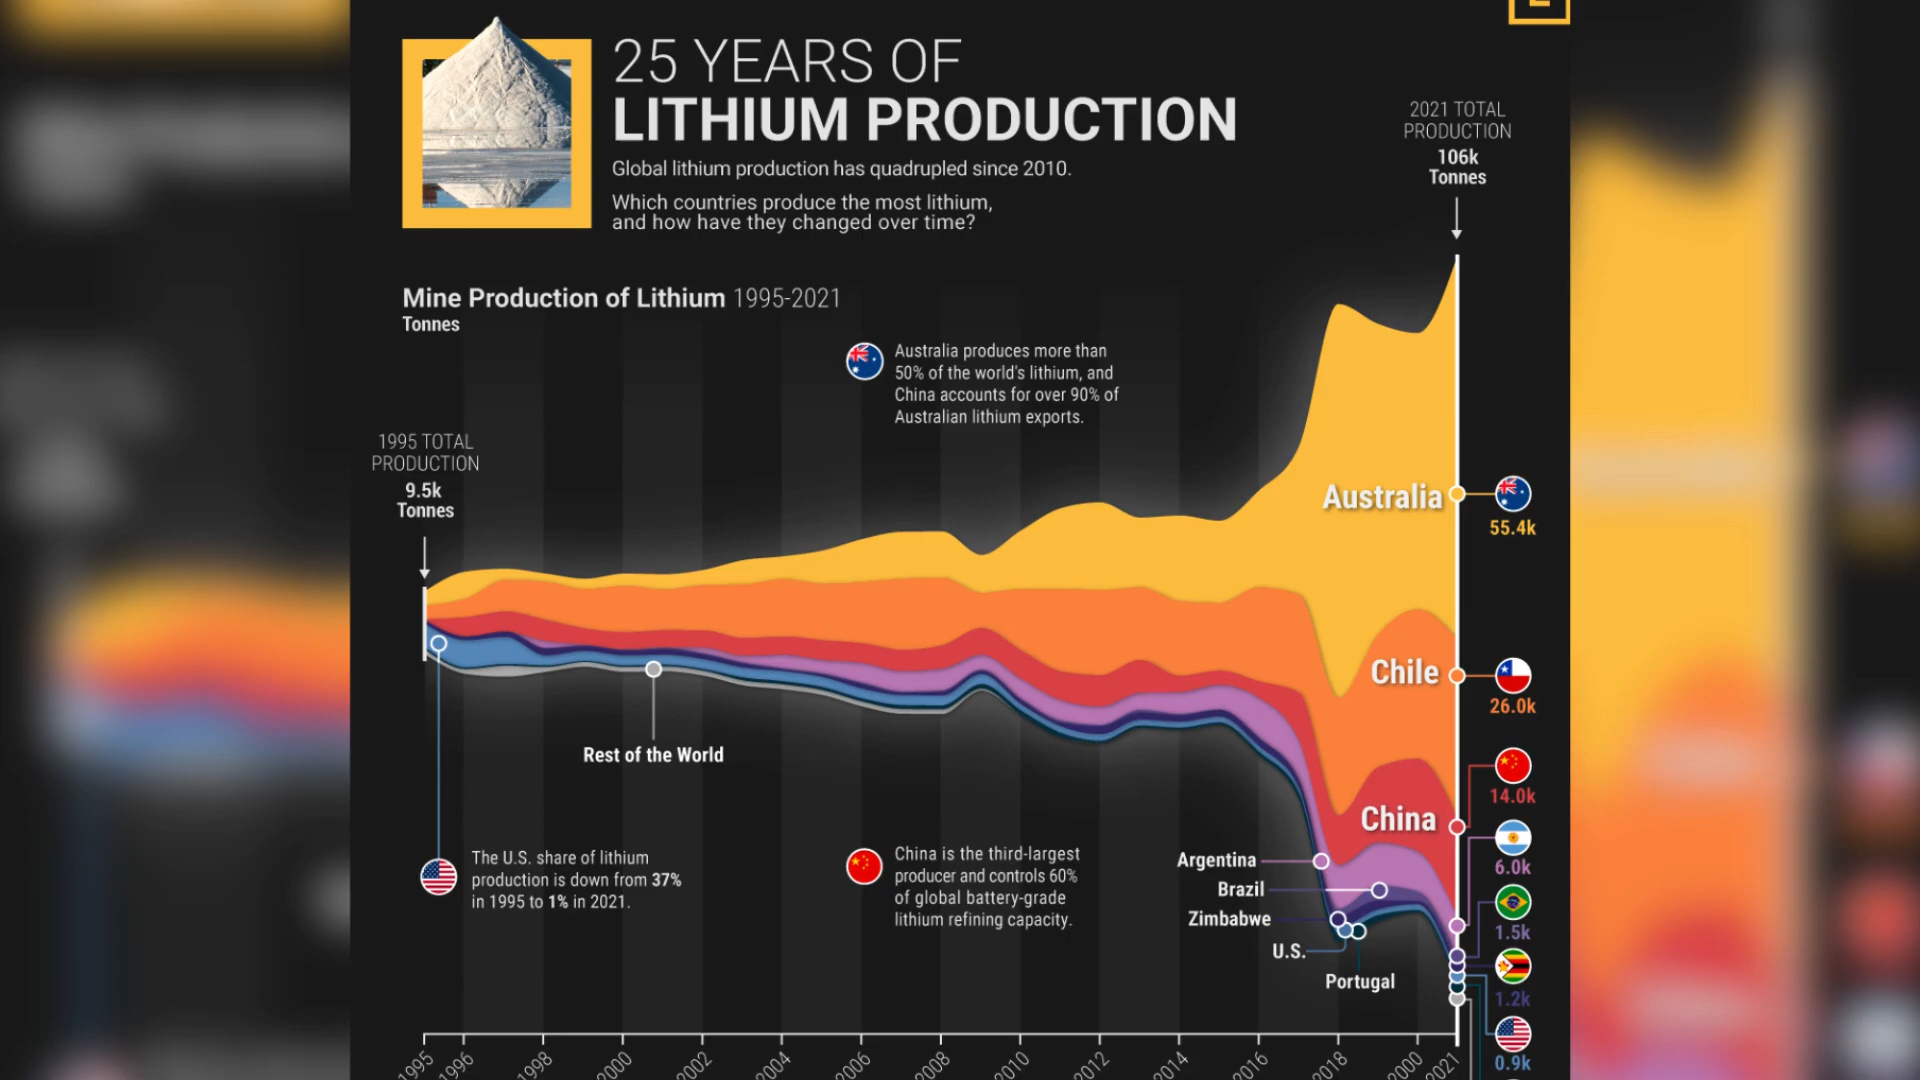 25 YEARS OF
LITHIUM PRODUCTION
Global lithium production has quadrupled since 2010.
Which countries produce the most lithium,
and how have they changed over time?
2021 TOTAL
PRODUCTION
106k
Tonnes
Mine Production of Lithium 1995-2021
Tonnes
Australia produces more than
50% of the world's lithium, and
China accounts for over 90% of
Australian lithium exports.
1995 TOTAL
PRODUCTION
9.5k
Tonnes
Australia
55.4k
Chile
26.0k
Rest of the World
14.0k
China
The U.S. share of lithium
production is down from 37%
in 1995 to 1% in 2021.
China is the third-largest
producer and controls 60%
of global battery-grade
lithium refining capacity.
Argentina
Brazil
Zimbabwe
U.S.
Portugal
6.0k
1.5k
1.2k
0.9k
1995
1996
1998
2000
2002
2004
2006
2008
2010
2012
2014
2016
2018
2000
2021